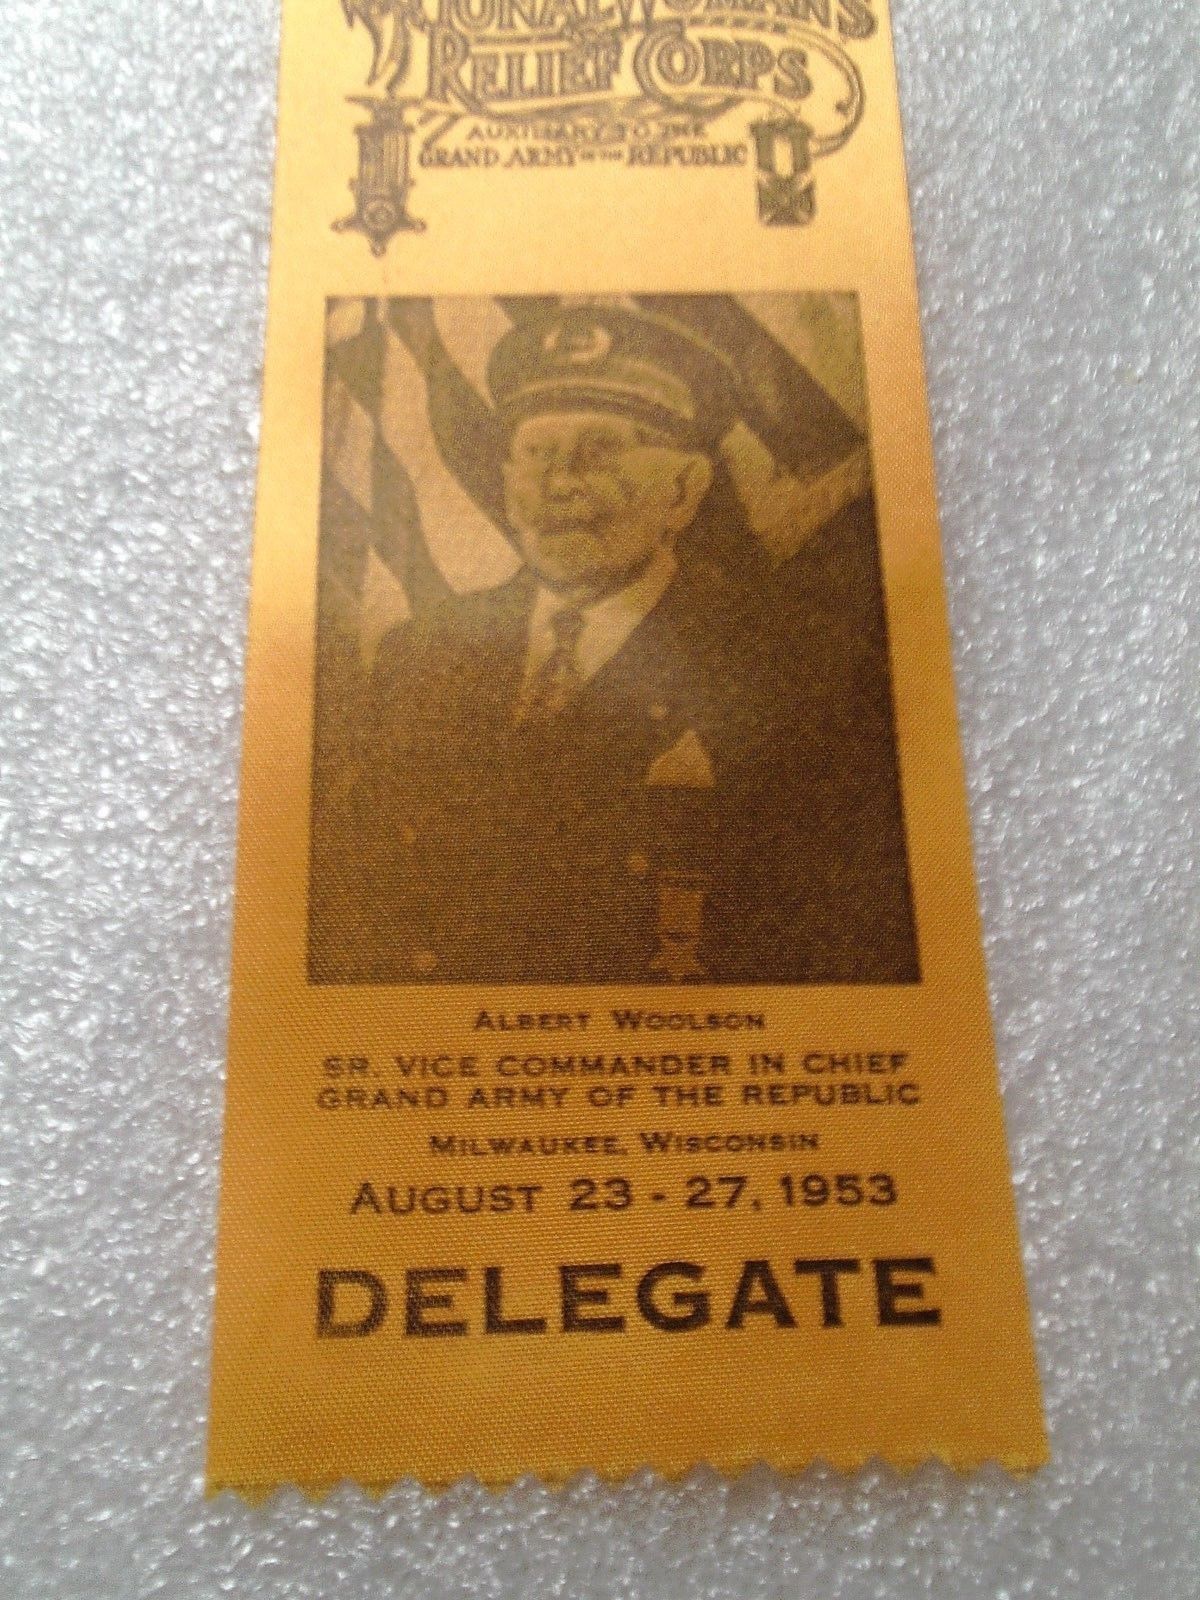 Woman's
Relief Corps
Auxiliary to the
Grand Army of the Republic
Albert Woolson
Sr. Vice Commander in Chief
Grand Army of the Republic
Milwaukee, Wisconsin
August 23 - 27, 1953
DELEGATE